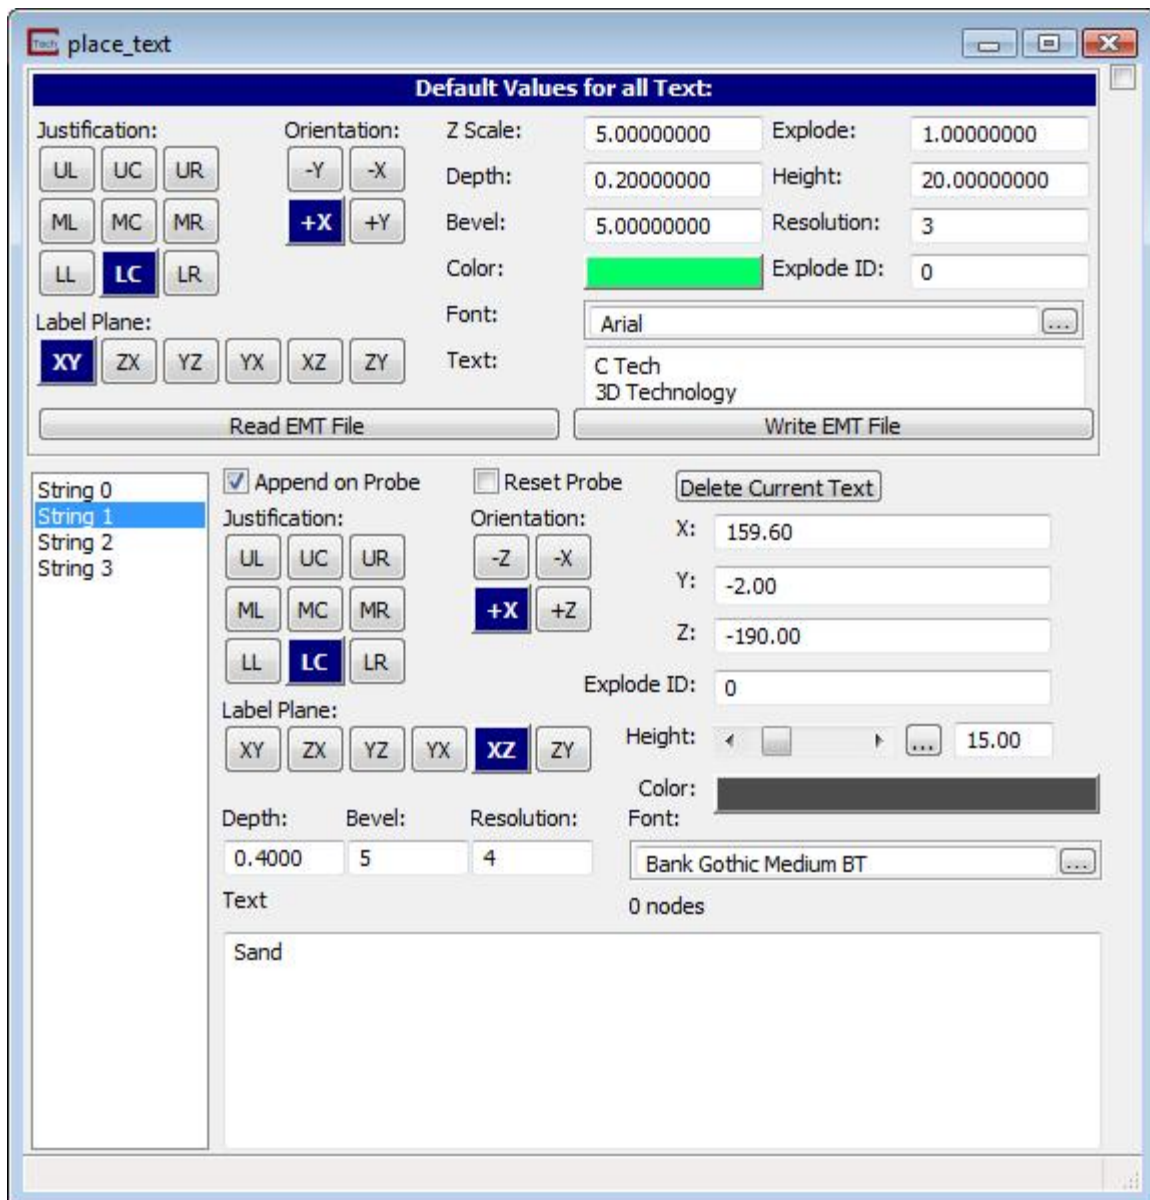 Tech place_text
Default Values for all Text:
Justification: Orientation: Z Scale: 5.00000000 Explode: 1.00000000
UL UC UR -Y -X Depth: 0.20000000 Height: 20.00000000
ML MC MR +X +Y Bevel: 5.00000000 Resolution: 3
LL LC LR Color: Explode ID: 0
Label Plane: Font: Arial ...
XY ZX YZ YX XZ ZY Text: C Tech
3D Technology
Read EMT File Write EMT File
String 0
String 1
String 2
String 3
Append on Probe Reset Probe Delete Current Text
Justification: Orientation: X: 159.60
UL UC UR -Z -X Y: -2.00
ML MC MR +X +Z Z: -190.00
LL LC LR Explode ID: 0
Label Plane:
XY ZX YZ YX XZ ZY Height: ... 15.00
Color:
Depth: Bevel: Resolution: Font:
0.4000 5 4 Bank Gothic Medium BT ...
Text 0 nodes
Sand